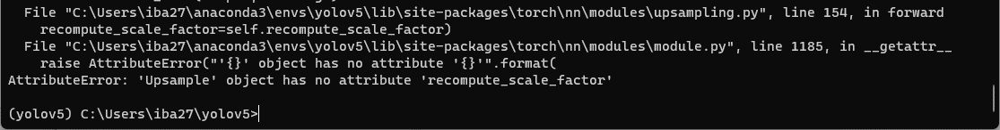 File "C:\Users\iba27\anaconda3\envs\yolov5\lib\site-packages\torch\nn\modules\upsampling.py", line 154, in forward
recompute_scale_factor=self.recompute_scale_factor)
File "C:\Users\iba27\anaconda3\envs\yolov5\lib\site-packages\torch\nn\modules\module.py", line 1185, in __getattr__
raise AttributeError("'{}' object has no attribute '{}'".format(
AttributeError: 'Upsample' object has no attribute 'recompute_scale_factor'
(yolov5) C:\Users\iba27\yolov5>